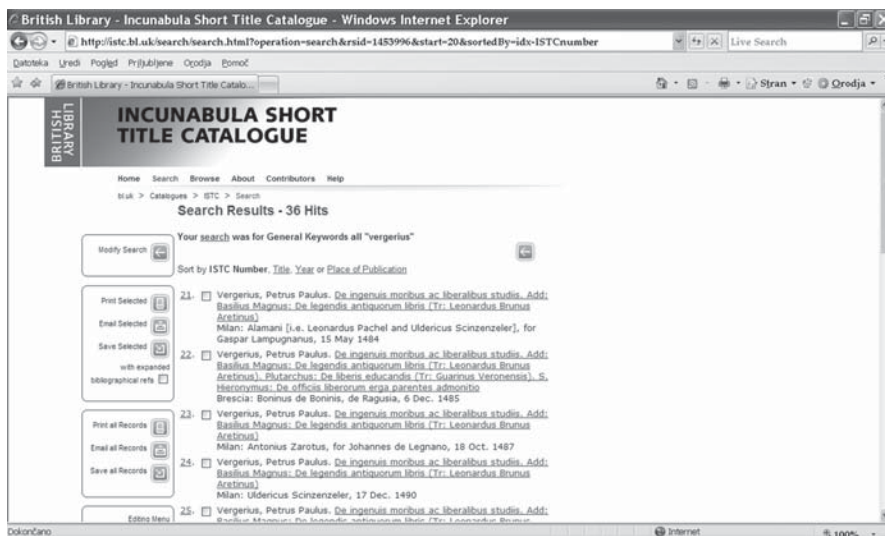 British Library - Incunabula Short Title Catalogue - Windows Internet Explorer
http://istc.bl.uk/search/search.html?operation=search&rsid=1453996&start=20&sortedBy=idx-ISTCnumber
Live Search
Datoteka Uredi Pogled Priljubljene Orodja Pomoč
British Library - Incunabula Short Title Catalo...
Stran Orodja
LIBRARY
BRITISH
INCUNABULA SHORT
TITLE CATALOGUE
Home Search Browse About Contributors Help
bl.uk > Catalogues > ISTC > Search
Search Results - 36 Hits
Your search was for General Keywords all "vergerius"
Modify Search
Sort by ISTC Number, Title, Year or Place of Publication
Print Selected
Email Selected
Save Selected
with expanded
bibliographical refs
21. Vergerius, Petrus Paulus. De ingenuis moribus ac liberalibus studiis. Add:
Basilius Magnus: De legendis antiquorum libris (Tr: Leonardus Brunus
Aretinus)
Milan: Alamani [i.e. Leonardus Pachel and Uldericus Scinzenzeler], for
Gaspar Lampugnanus, 15 May 1484
22. Vergerius, Petrus Paulus. De ingenuis moribus ac liberalibus studiis. Add:
Basilius Magnus: De legendis antiquorum libris (Tr: Leonardus Brunus
Aretinus). Plutarchus: De liberis educandis (Tr: Guarinus Veronensis). S.
Hieronymus: De officiis liberorum erga parentes admonitio
Brescia: Boninus de Boninis, de Ragusia, 6 Dec. 1485
Print all Records
Email all Records
Save all Records
23. Vergerius, Petrus Paulus. De ingenuis moribus ac liberalibus studiis. Add:
Basilius Magnus: De legendis antiquorum libris (Tr: Leonardus Brunus
Aretinus)
Milan: Antonius Zarotus, for Johannes de Legnano, 18 Oct. 1487
24. Vergerius, Petrus Paulus. De ingenuis moribus ac liberalibus studiis. Add:
Basilius Magnus: De legendis antiquorum libris (Tr: Leonardus Brunus
Aretinus)
Milan: Uldericus Scinzenzeler, 17 Dec. 1490
Editing Menu
25. Vergerius, Petrus Paulus. De ingenuis moribus ac liberalibus studiis. Add:
Basilius Magnus: De legendis antiquorum libris (Tr: Leonardus Brunus
Dokončano
Internet
100%